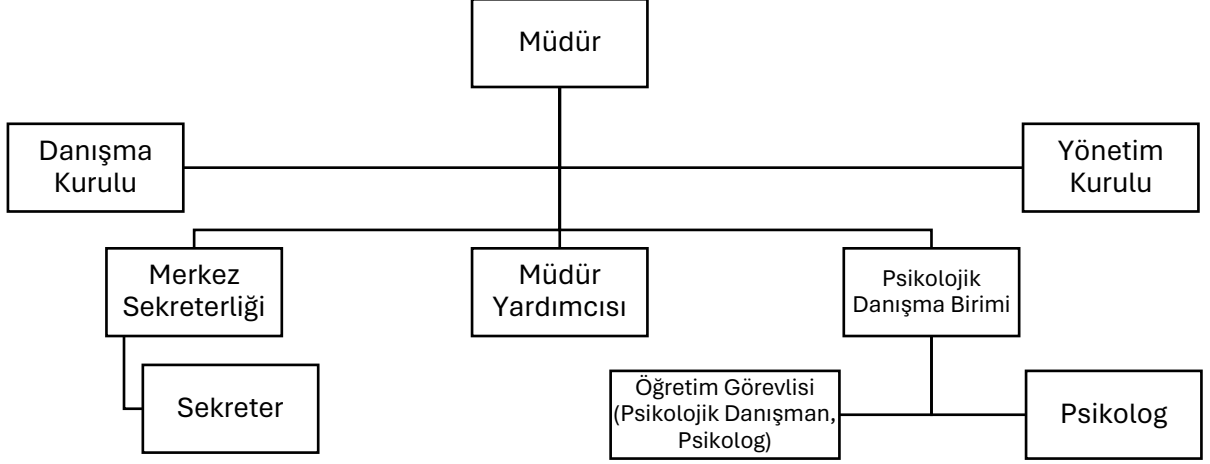 Müdür
Danışma
Kurulu
Yönetim
Kurulu
Merkez
Sekreterliği
Müdür
Yardımcısı
Psikolojik
Danışma Birimi
Sekreter
Öğretim Görevlisi
(Psikolojik Danışman,
Psikolog)
Psikolog